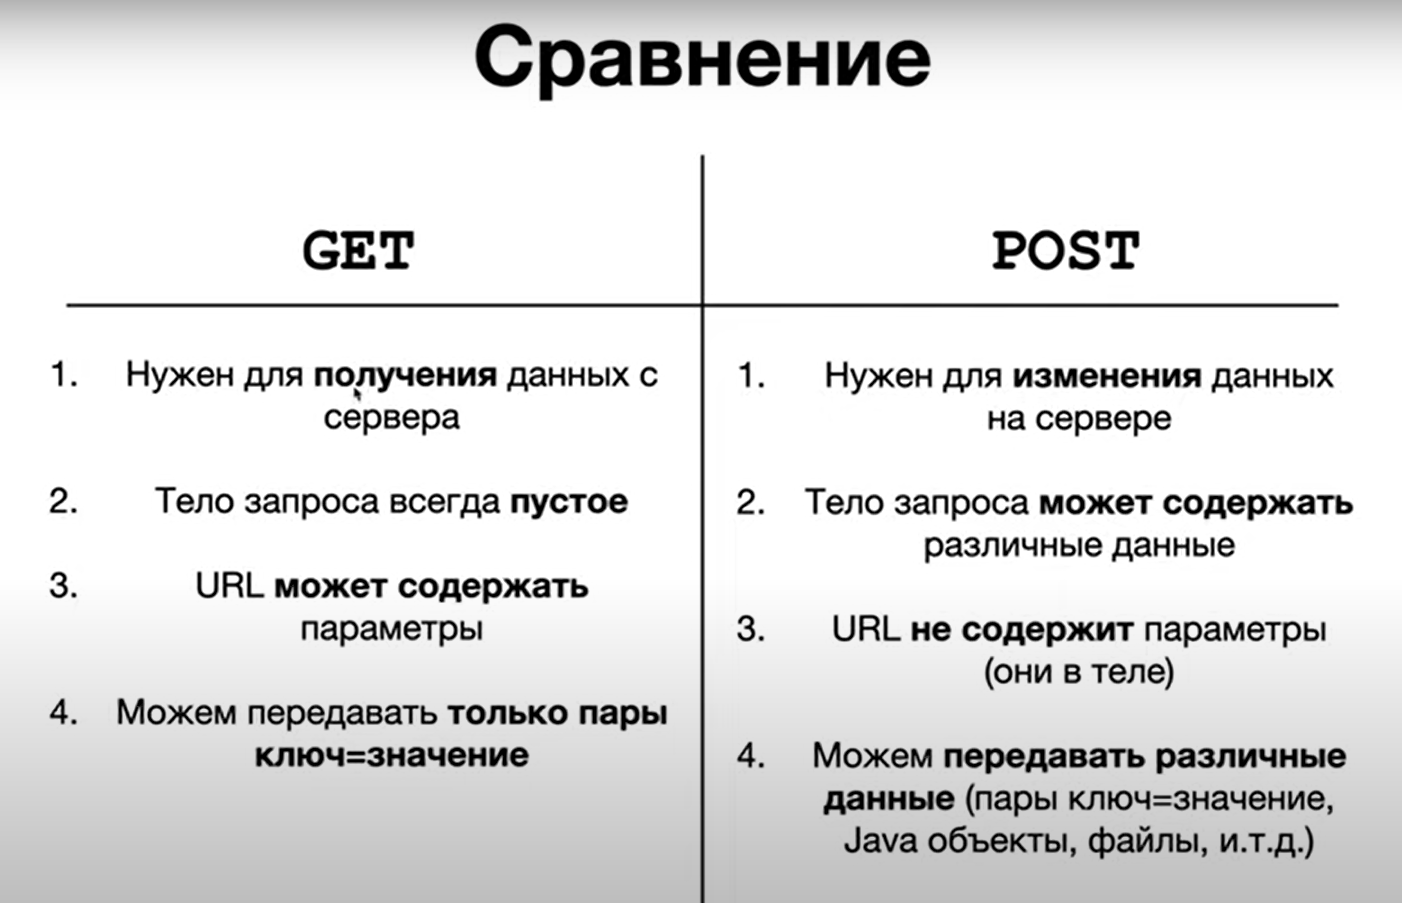 Сравнение
GET
1. Нужен для получения данных с
сервера
2. Тело запроса всегда пустое
3. URL может содержать
параметры
4. Можем передавать только пары
ключ=значение
POST
1. Нужен для изменения данных
на сервере
2. Тело запроса может содержать
различные данные
3. URL не содержит параметры
(они в теле)
4. Можем передавать различные
данные (пары ключ=значение,
Java объекты, файлы, и.т.д.)